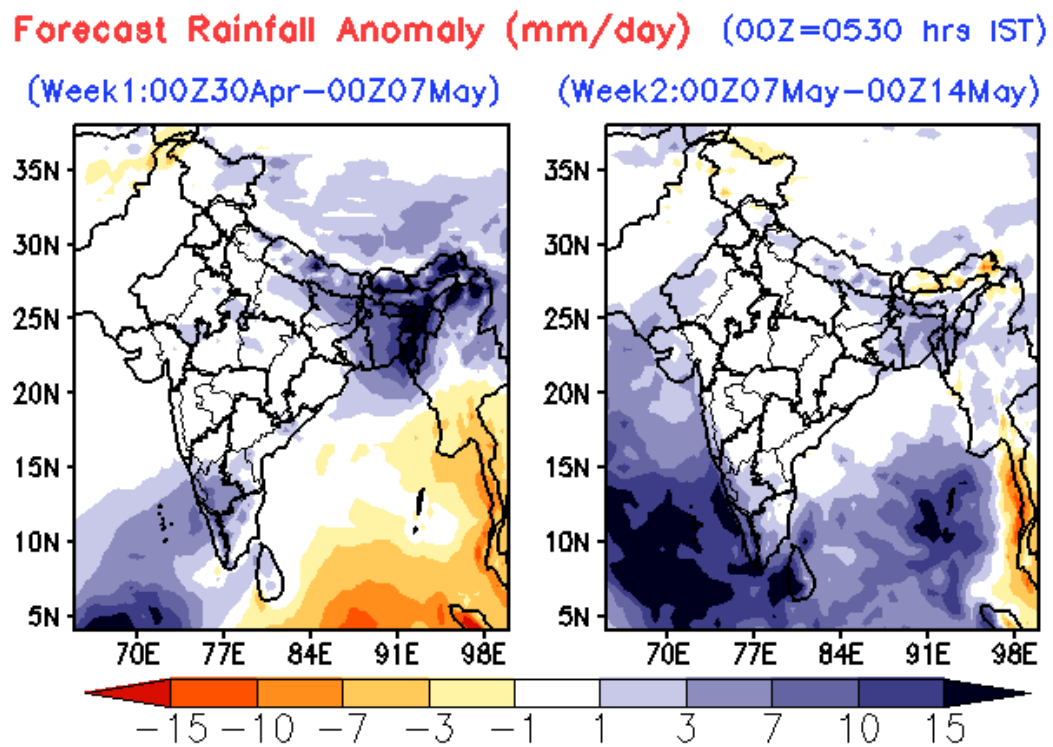 Forecast Rainfall Anomaly (mm/day) (00Z=0530 hrs IST)
(Week1:00Z30Apr–00Z07May) (Week2:00Z07May–00Z14May)
35N 35N
30N 30N
25N 25N
20N 20N
15N 15N
10N 10N
5N 5N
70E 77E 84E 91E 98E 70E 77E 84E 91E 98E
−15 −10 −7 −3 −1 1 3 7 10 15